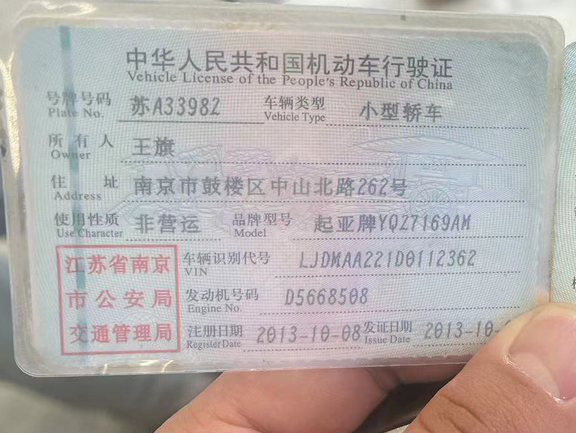 中华人民共和国机动车行驶证
Vehicle License of the People's Republic of China
号牌号码 苏A33982 车辆类型 小型轿车
Plate No. Vehicle Type
所有人 王旗
Owner
住址 南京市鼓楼区中山北路262号
Address
使用性质 非营运 品牌型号 起亚牌YQZ7169AM
Use Character Model
江苏省南京
市公安局
交通管理局
车辆识别代号 LJDMAA221D0112362
VIN
发动机号码 D5668508
Engine No.
注册日期 2013-10-08 发证日期 2013-10-
Register Date Issue Date